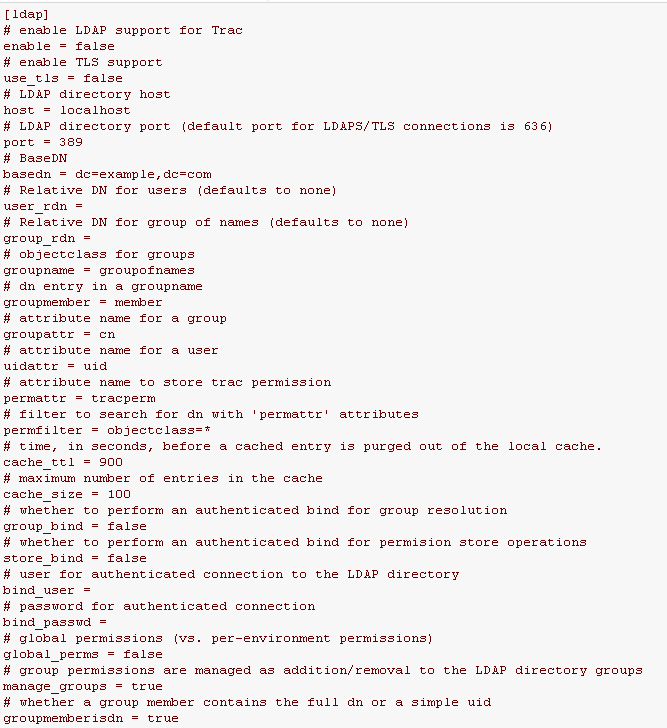 [ldap]
# enable LDAP support for Trac
enable = false
# enable TLS support
use_tls = false
# LDAP directory host
host = localhost
# LDAP directory port (default port for LDAPS/TLS connections is 636)
port = 389
# BaseDN
basedn = dc=example,dc=com
# Relative DN for users (defaults to none)
user_rdn =
# Relative DN for group of names (defaults to none)
group_rdn =
# objectclass for groups
groupname = groupofnames
# dn entry in a groupname
groupmember = member
# attribute name for a group
groupattr = cn
# attribute name for a user
uidattr = uid
# attribute name to store trac permission
permattr = tracperm
# filter to search for dn with 'permattr' attributes
permfilter = objectclass=*
# time, in seconds, before a cached entry is purged out of the local cache.
cache_ttl = 900
# maximum number of entries in the cache
cache_size = 100
# whether to perform an authenticated bind for group resolution
group_bind = false
# whether to perform an authenticated bind for permision store operations
store_bind = false
# user for authenticated connection to the LDAP directory
bind_user =
# password for authenticated connection
bind_passwd =
# global permissions (vs. per-environment permissions)
global_perms = false
# group permissions are managed as addition/removal to the LDAP directory groups
manage_groups = true
# whether a group member contains the full dn or a simple uid
groupmemberisdn = true